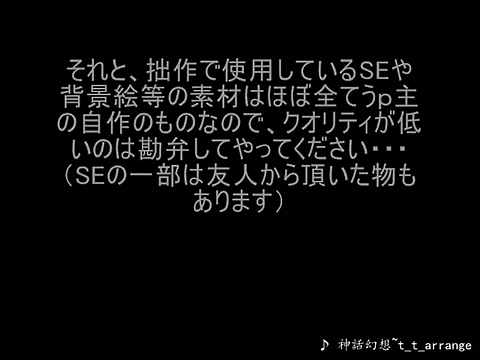 それと、拙作で使用しているSEや
背景絵等の素材はほぼ全てうp主
の自作のものなので、クオリティが低
いのは勘弁してやってください・・・
（SEの一部は友人から頂いた物も
あります）
♪ 神話幻想~t_t_arrange